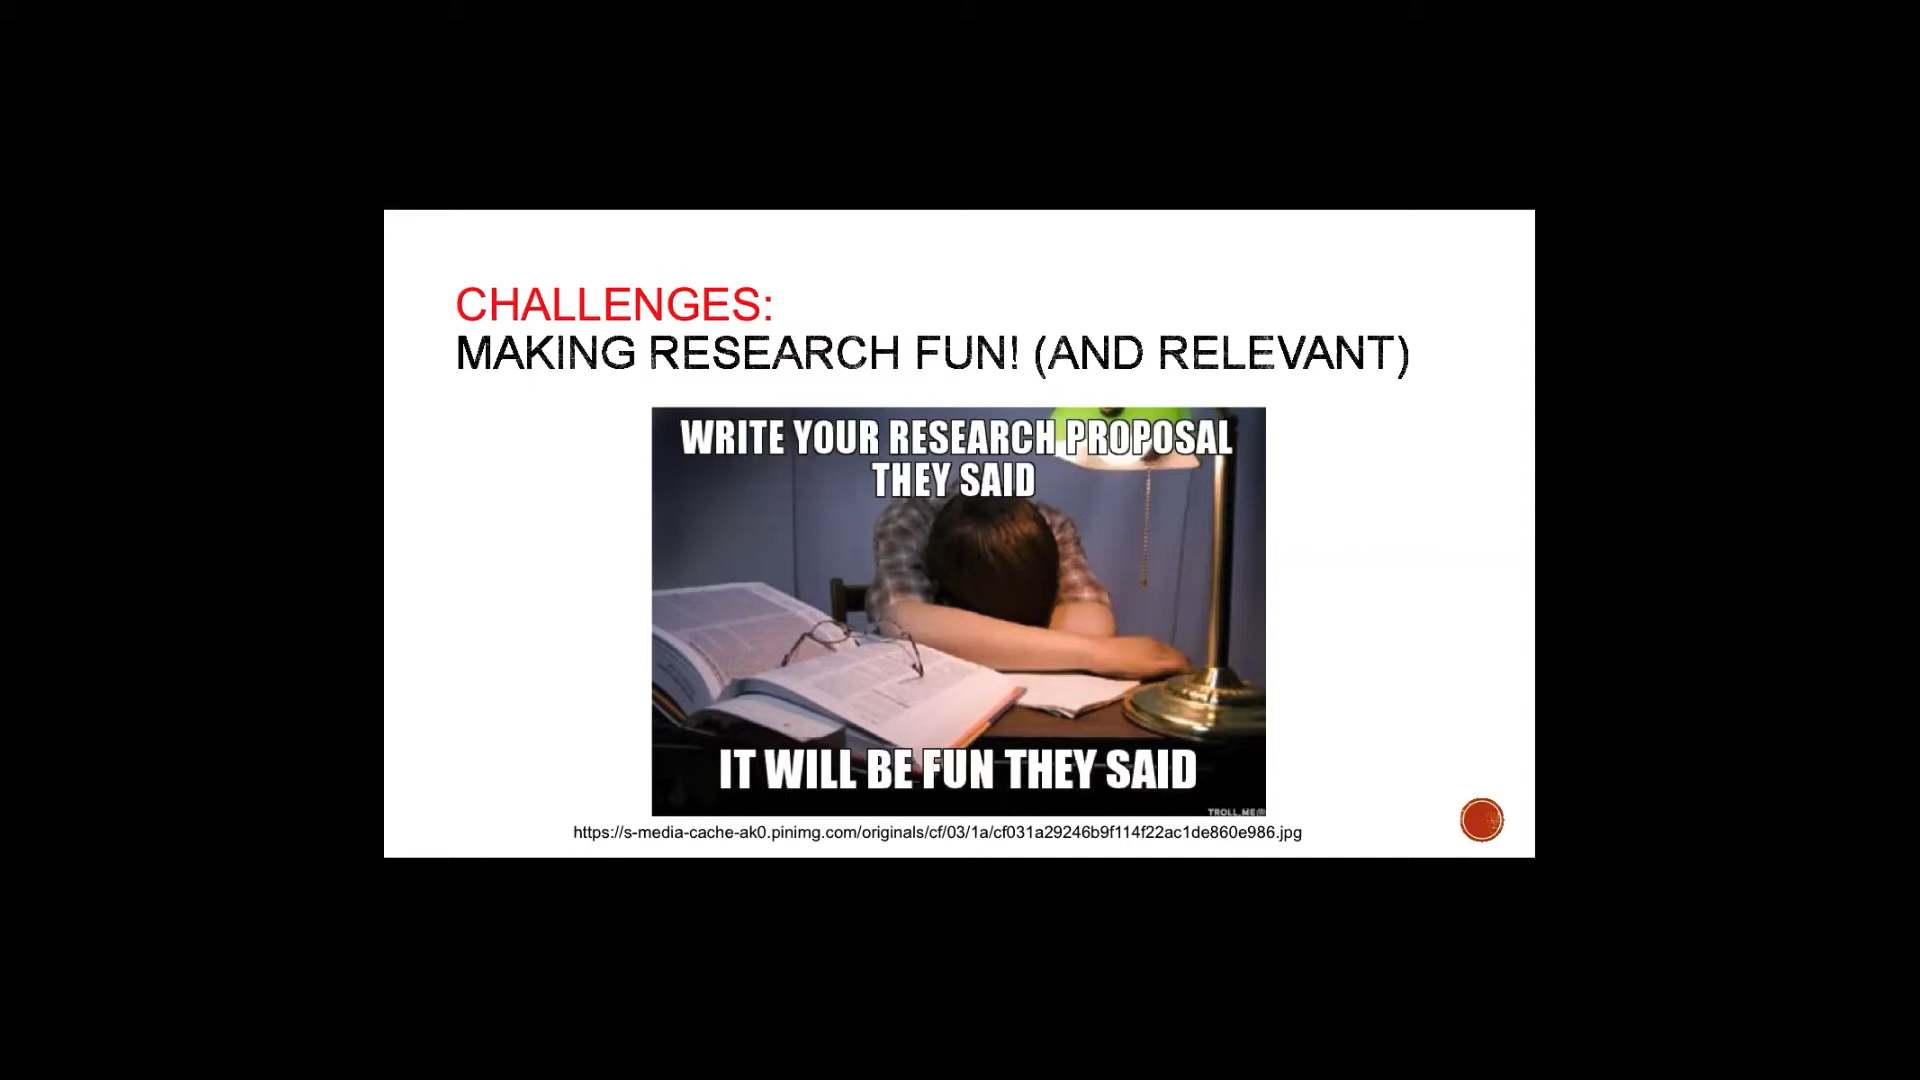 CHALLENGES:
MAKING RESEARCH FUN! (AND RELEVANT)
WRITE YOUR RESEARCH PROPOSAL
THEY SAID
IT WILL BE FUN THEY SAID
TROLL.ME
https://s-media-cache-ak0.pinimg.com/originals/cf/03/1a/cf031a29246b9f114f22ac1de860e986.jpg